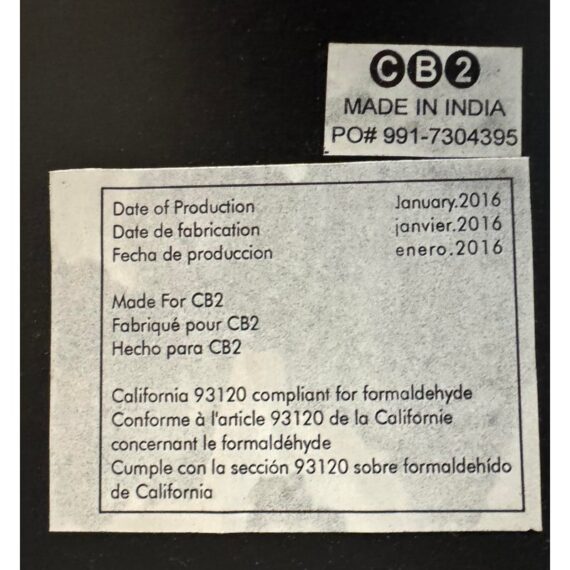 CB2
MADE IN INDIA
PO# 991-7304395
Date of Production January.2016
Date de fabrication janvier.2016
Fecha de produccion enero.2016
Made For CB2
Fabriqué pour CB2
Hecho para CB2
California 93120 compliant for formaldehyde
Conforme à l'article 93120 de la Californie
concernant le formaldéhyde
Cumple con la sección 93120 sobre formaldehído
de California